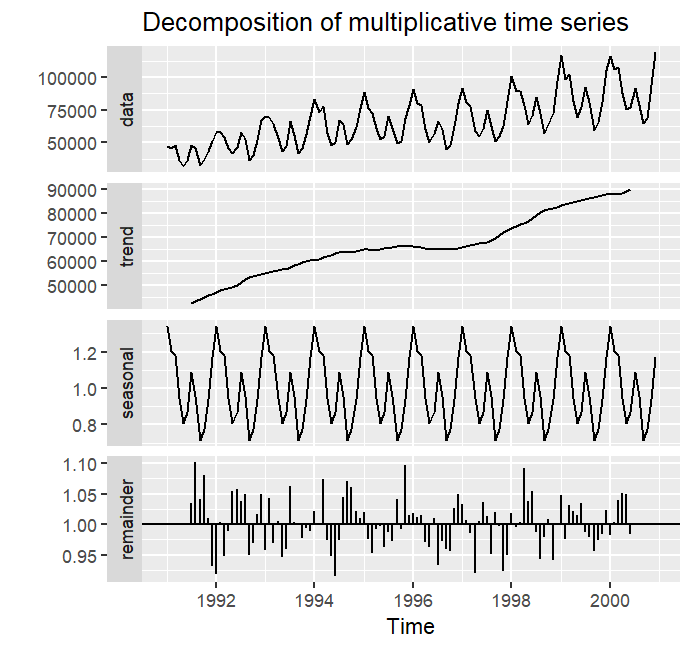 Decomposition of multiplicative time series
100000
75000
50000
data
90000
80000
70000
60000
50000
trend
1.2
1.0
0.8
seasonal
1.10
1.05
1.00
0.95
remainder
1992 1994 1996 1998 2000
Time